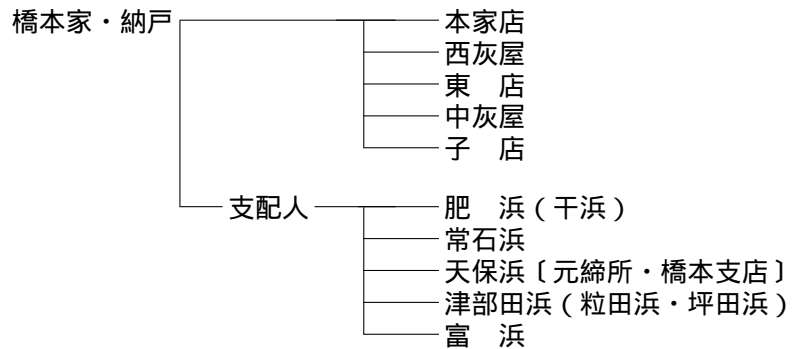 橋本家・納戸
本家店
西灰屋
東　店
中灰屋
子　店
支配人
肥　浜（干浜）
常石浜
天保浜〔元締所・橋本支店〕
津部田浜（粒田浜・坪田浜）
富　浜